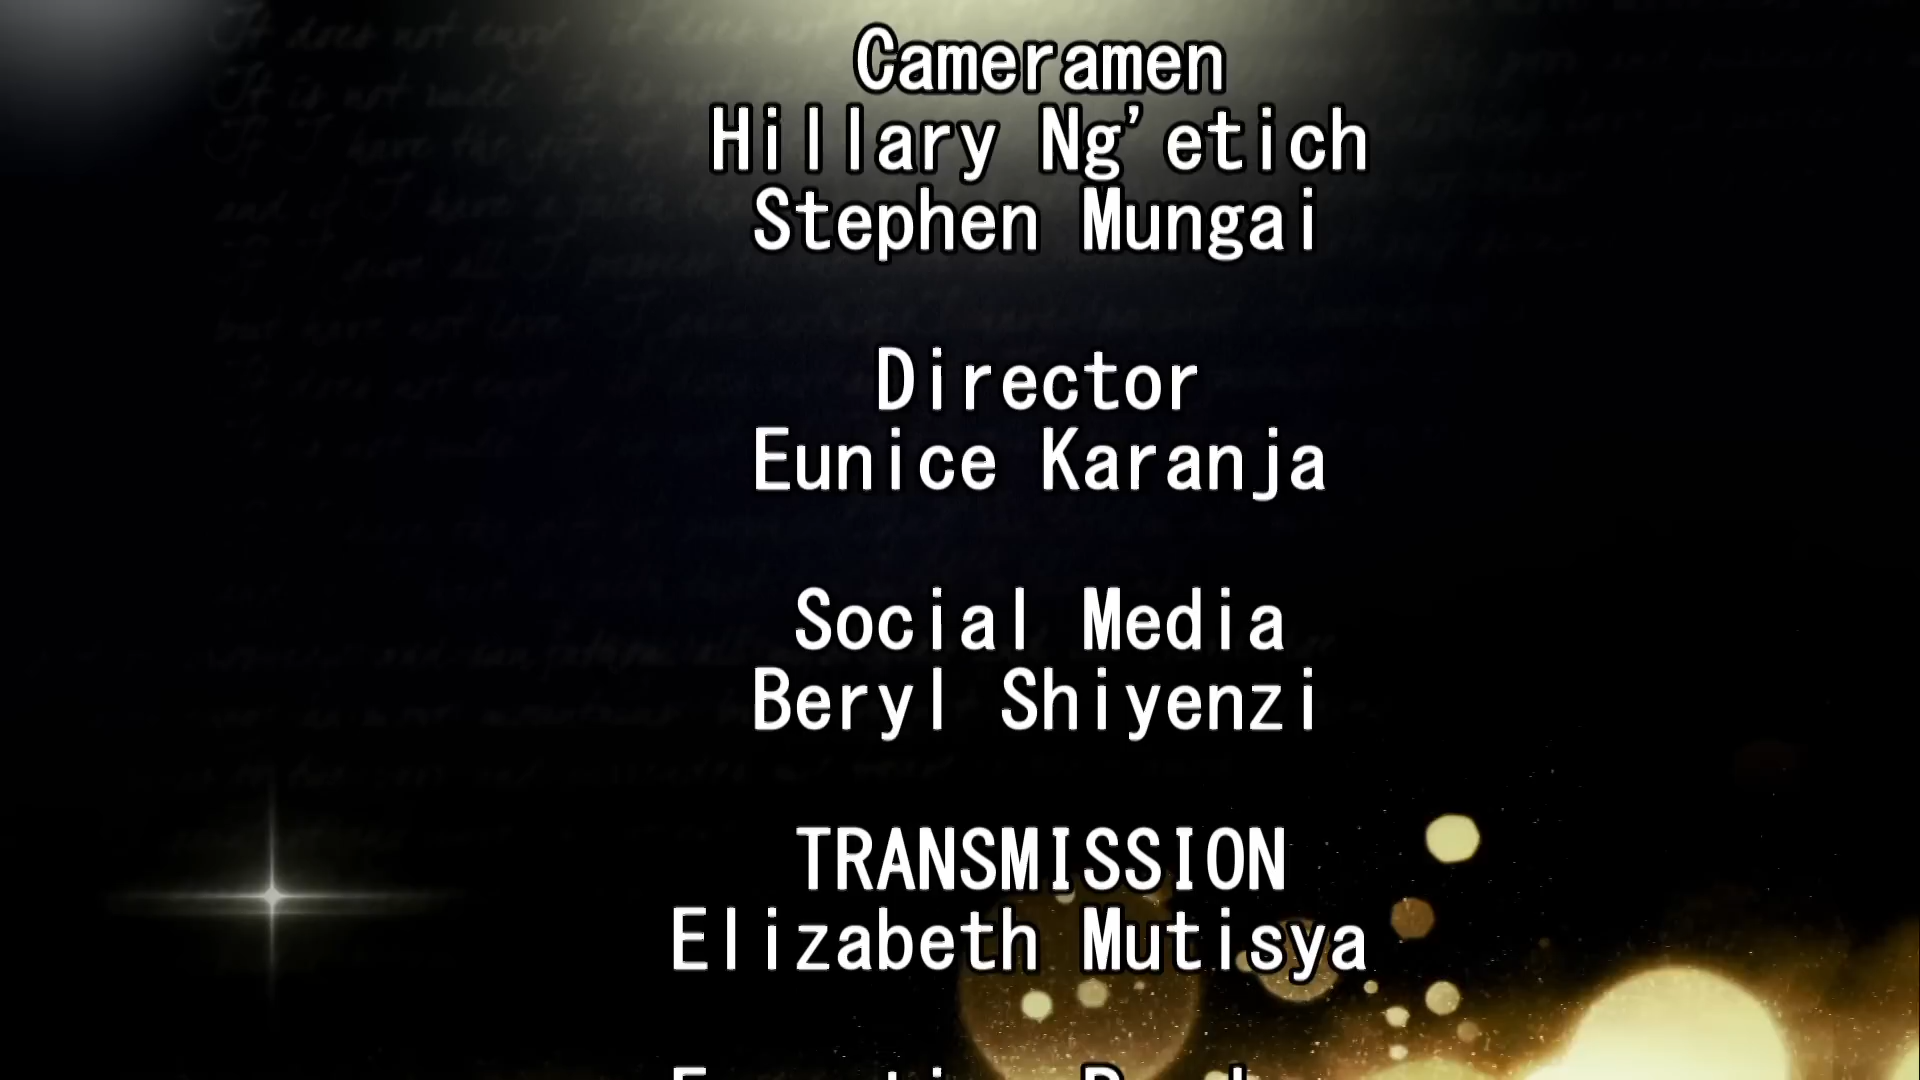 Cameramen
Hillary Ng'etich
Stephen Mungai
Director
Eunice Karanja
Social Media
Beryl Shiyenzi
TRANSMISSION
Elizabeth Mutisya